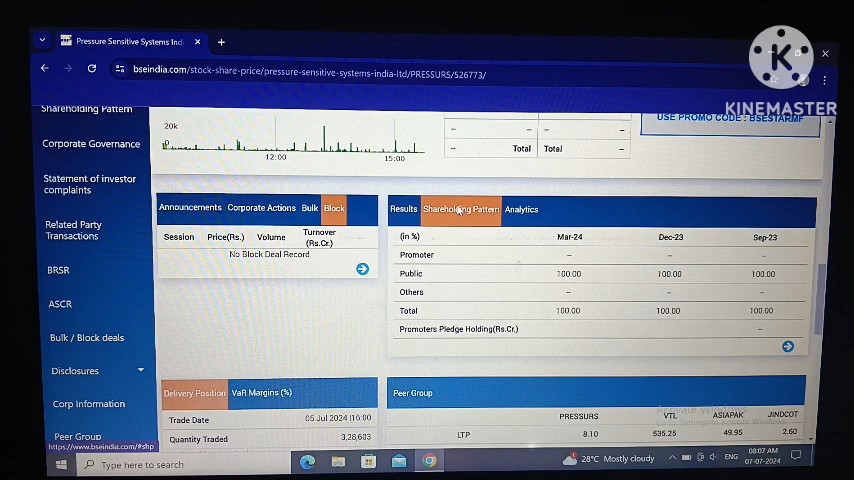 Pressure Sensitive Systems Indi
bseindia.com/stock-share-price/pressure-sensitive-systems-india-ltd/PRESSURS/526773/
KINEMASTER
Shareholding Pattern
Corporate Governance
Statement of investor
complaints
Related Party
Transactions
BRSR
ASCR
Bulk / Block deals
Disclosures
Corp Information
Peer Group
https://www.bseindia.com/#shp
20k
12:00 15:00
– – – –
– Total Total –
USE PROMO CODE : BSESTARMF
Announcements Corporate Actions Bulk Block
Session Price(Rs.) Volume Turnover
(Rs.Cr.)
No Block Deal Record
Results Shareholding Pattern Analytics
(in %) Mar-24 Dec-23 Sep-23
Promoter – – –
Public 100.00 100.00 100.00
Others – – –
Total 100.00 100.00 100.00
Promoters Pledge Holding(Rs.Cr.) –
Delivery Position VaR Margins (%)
Trade Date 05 Jul 2024 |16:00
Quantity Traded 3,28,603
Peer Group
PRESSURS VTL ASIAPAK JINDCOT
LTP 8.10 535.25 49.95 2.60
Activate Windows
Type here to search
28°C Mostly cloudy
ENG
08:07 AM
07-07-2024